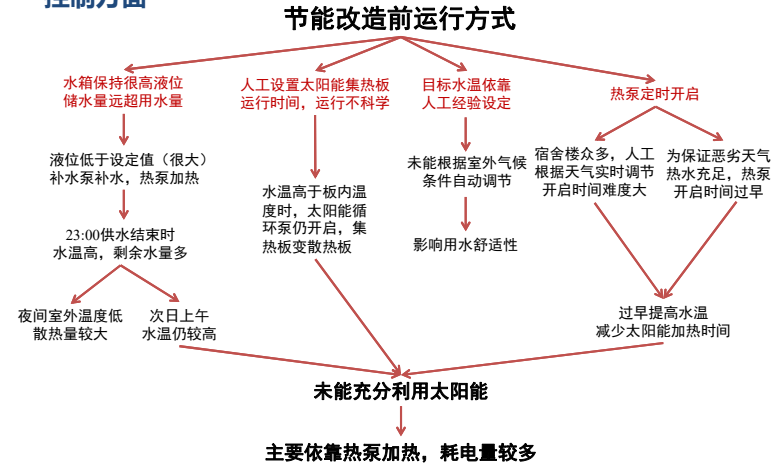 控制方面
节能改造前运行方式
水箱保持很高液位
储水量远超用水量
人工设置太阳能集热板
运行时间，运行不科学
目标水温依靠
人工经验设定
热泵定时开启
液位低于设定值（很大）
补水泵补水，热泵加热
水温高于板内温
度时，太阳能循
环泵仍开启，集
热板变散热板
未能根据室外气候
条件自动调节
宿舍楼众多，人工
根据天气实时调节
开启时间难度大
为保证恶劣天气
热水充足，热泵
开启时间过早
23:00供水结束时
水温高，剩余水量多
影响用水舒适性
夜间室外温度低
散热量较大
次日上午
水温仍较高
过早提高水温
减少太阳能加热时间
未能充分利用太阳能
主要依靠热泵加热，耗电量较多